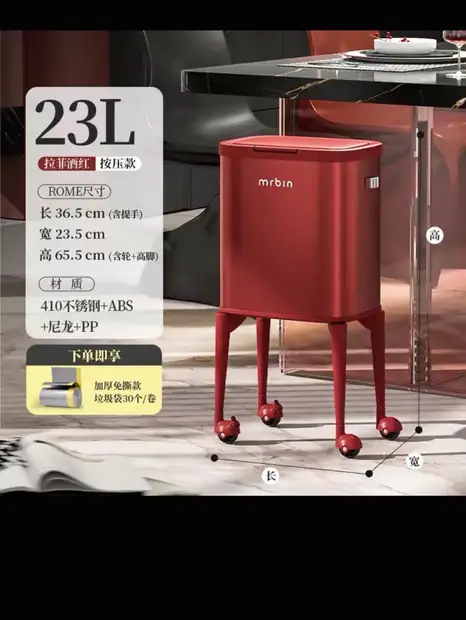 23L
拉菲酒红 按压款
ROME尺寸
长 36.5 cm (含提手)
宽 23.5 cm
高 65.5 cm (含轮+高脚)
材 质
410不锈钢+ABS
+尼龙+PP
下单即享
加厚免撕款
垃圾袋30个/卷
mrbin
高
长
宽